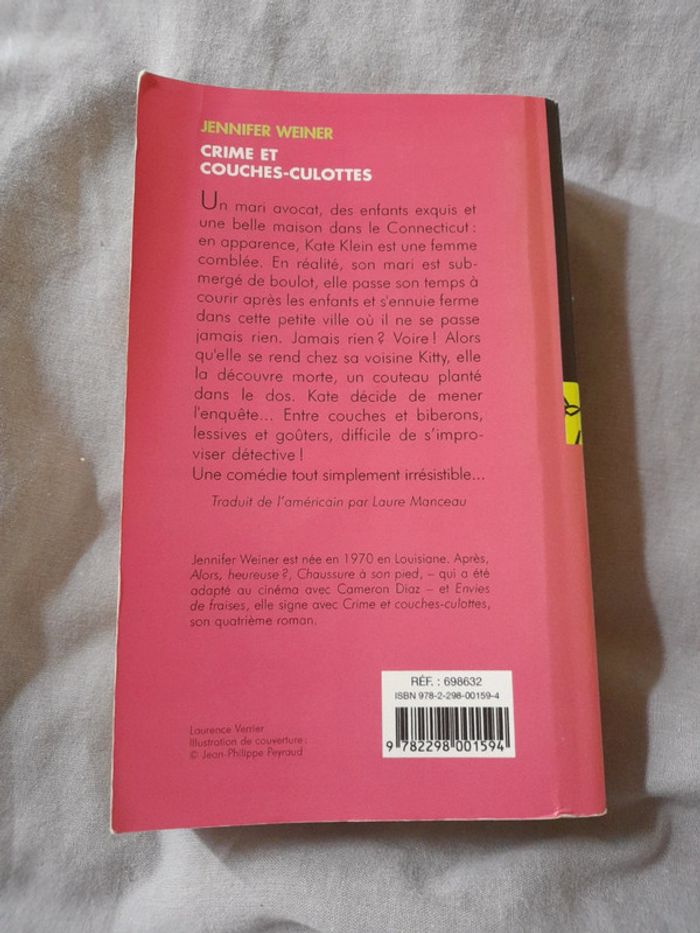 JENNIFER WEINER
CRIME ET
COUCHES-CULOTTES
Un mari avocat, des enfants exquis et
une belle maison dans le Connecticut :
en apparence, Kate Klein est une femme
comblée. En réalité, son mari est sub-
mergé de boulot, elle passe son temps à
courir après les enfants et s'ennuie ferme
dans cette petite ville où il ne se passe
jamais rien. Jamais rien ? Voire ! Alors
qu'elle se rend chez sa voisine Kitty, elle
la découvre morte, un couteau planté
dans le dos. Kate décide de mener
l'enquête... Entre couches et biberons,
lessives et goûters, difficile de s'impro-
viser détective !
Une comédie tout simplement irrésistible...
Traduit de l'américain par Laure Manceau
Jennifer Weiner est née en 1970 en Louisiane. Après,
Alors, heureuse ?, Chaussure à son pied, – qui a été
adapté au cinéma avec Cameron Diaz – et Envies
de fraises, elle signe avec Crime et couches-culottes,
son quatrième roman.
RÉF. : 698632
ISBN 978-2-298-00159-4
9 782298 001594
Laurence Verrier
Illustration de couverture :
© Jean-Philippe Peyraud